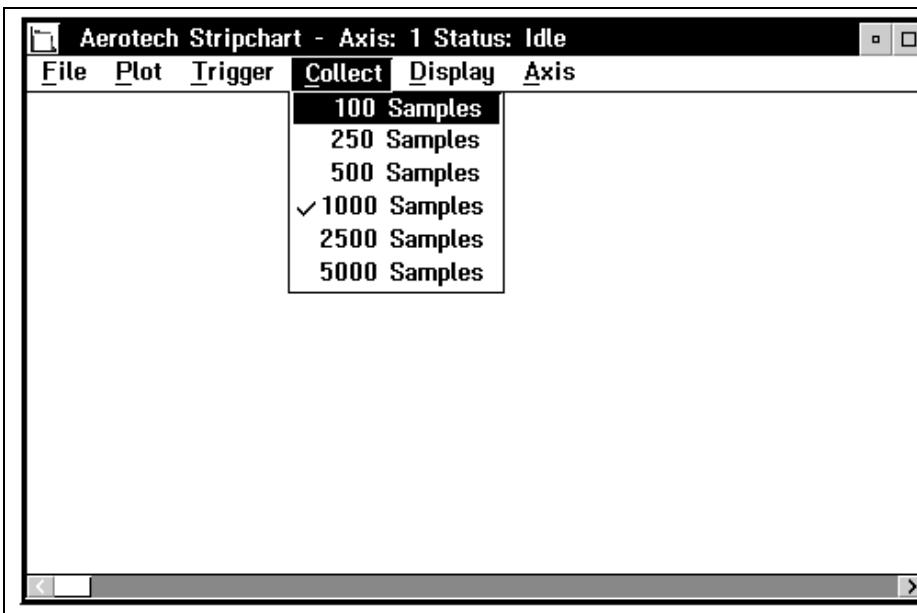 Aerotech Stripchart - Axis: 1 Status: Idle
File Plot Trigger Collect Display Axis
100 Samples
250 Samples
500 Samples
✓1000 Samples
2500 Samples
5000 Samples